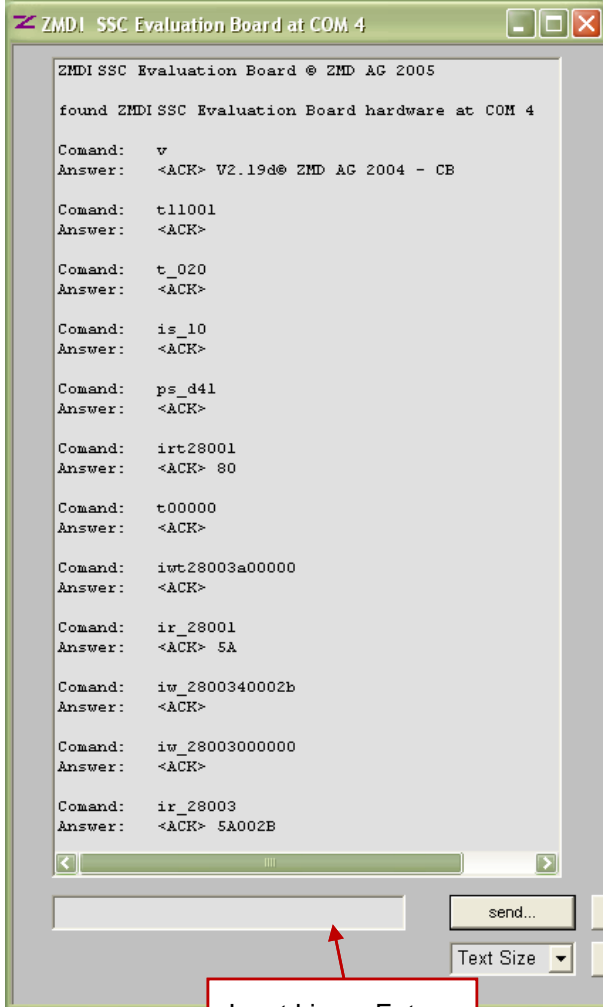 ZMDI SSC Evaluation Board at COM 4
ZMDI SSC Evaluation Board © ZMD AG 2005
found ZMDI SSC Evaluation Board hardware at COM 4
Comand: v
Answer: <ACK> V2.19d© ZMD AG 2004 - CB
Comand: t11001
Answer: <ACK>
Comand: t_020
Answer: <ACK>
Comand: is_10
Answer: <ACK>
Comand: ps_d41
Answer: <ACK>
Comand: irt28001
Answer: <ACK> 80
Comand: t00000
Answer: <ACK>
Comand: iwt28003a00000
Answer: <ACK>
Comand: ir_28001
Answer: <ACK> 5A
Comand: iw_2800340002b
Answer: <ACK>
Comand: iw_28003000000
Answer: <ACK>
Comand: ir_28003
Answer: <ACK> 5A002B
send...
Text Size